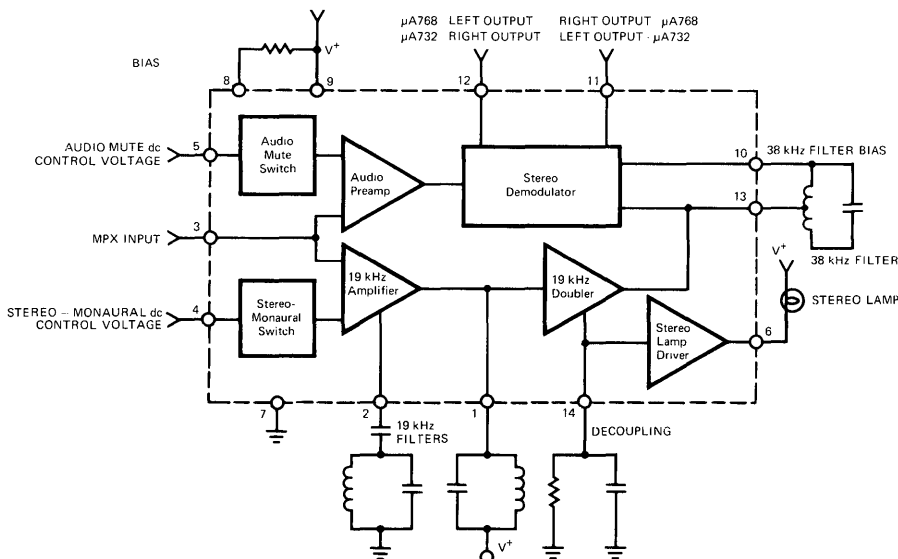 µA768 LEFT OUTPUT
µA732 RIGHT OUTPUT
RIGHT OUTPUT µA768
LEFT OUTPUT · µA732
V+
BIAS
8
9
12
11
AUDIO MUTE dc
CONTROL VOLTAGE
5
Audio
Mute
Switch
Audio
Preamp
Stereo
Demodulator
10
38 kHz FILTER BIAS
13
MPX INPUT
3
38 kHz FILTER
19 kHz
Amplifier
19 kHz
Doubler
V+
STEREO LAMP
STEREO – MONAURAL dc
CONTROL VOLTAGE
4
Stereo-
Monaural
Switch
Stereo
Lamp
Driver
6
7
2
1
14
19 kHz
FILTERS
DECOUPLING
V+